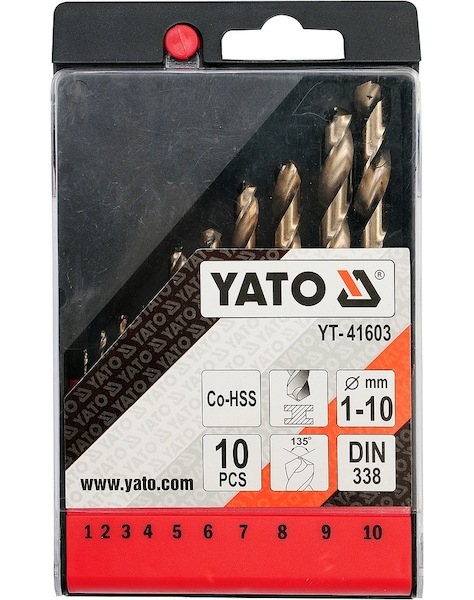 YATO ®
YT-41603
Co-HSS
Ø mm
1-10
10
PCS
135°
DIN
338
www.yato.com
1 2 3 4 5 6 7 8 9 10